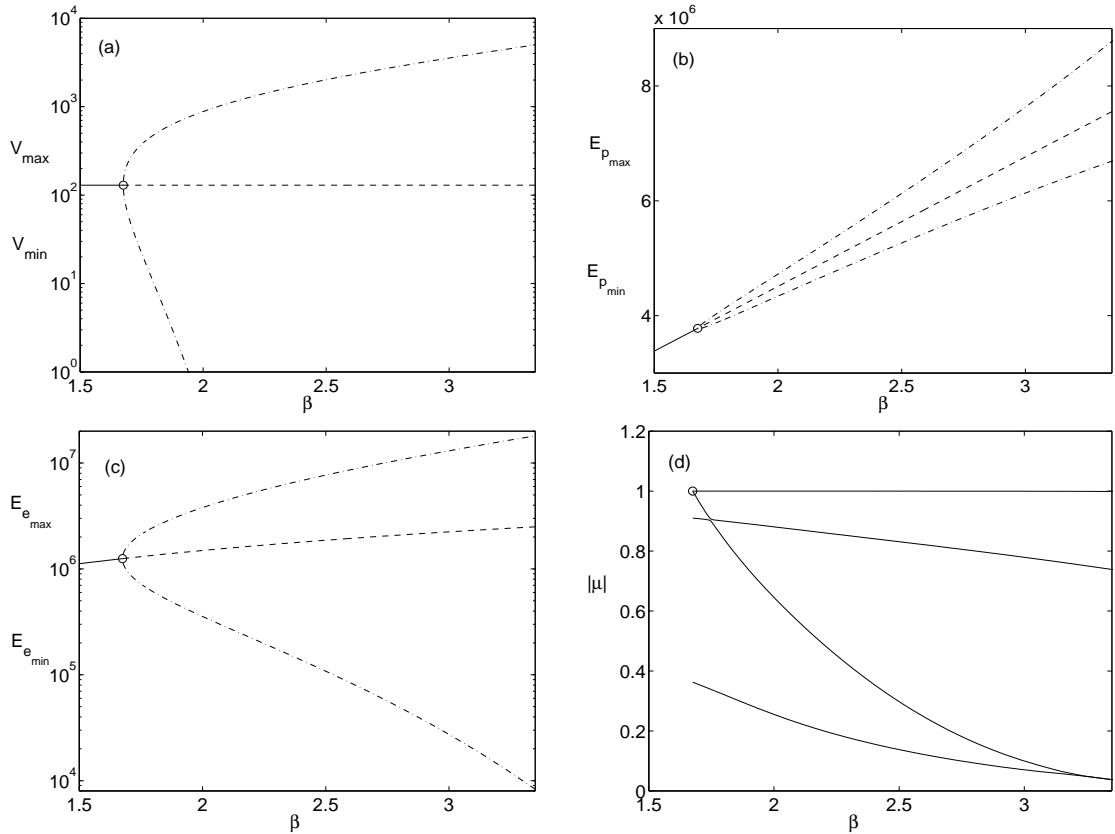 (a)
10^4
10^3
10^2
10^1
10^0
V_max
V_min
1.5 2 2.5 3
β
x 10^6
(b)
8
6
4
E_p_max
E_p_min
1.5 2 2.5 3
β
(c)
10^7
10^6
10^5
10^4
E_e_max
E_e_min
1.5 2 2.5 3
β
(d)
1.2
1
0.8
0.6
0.4
0.2
0
|μ|
1.5 2 2.5 3
β